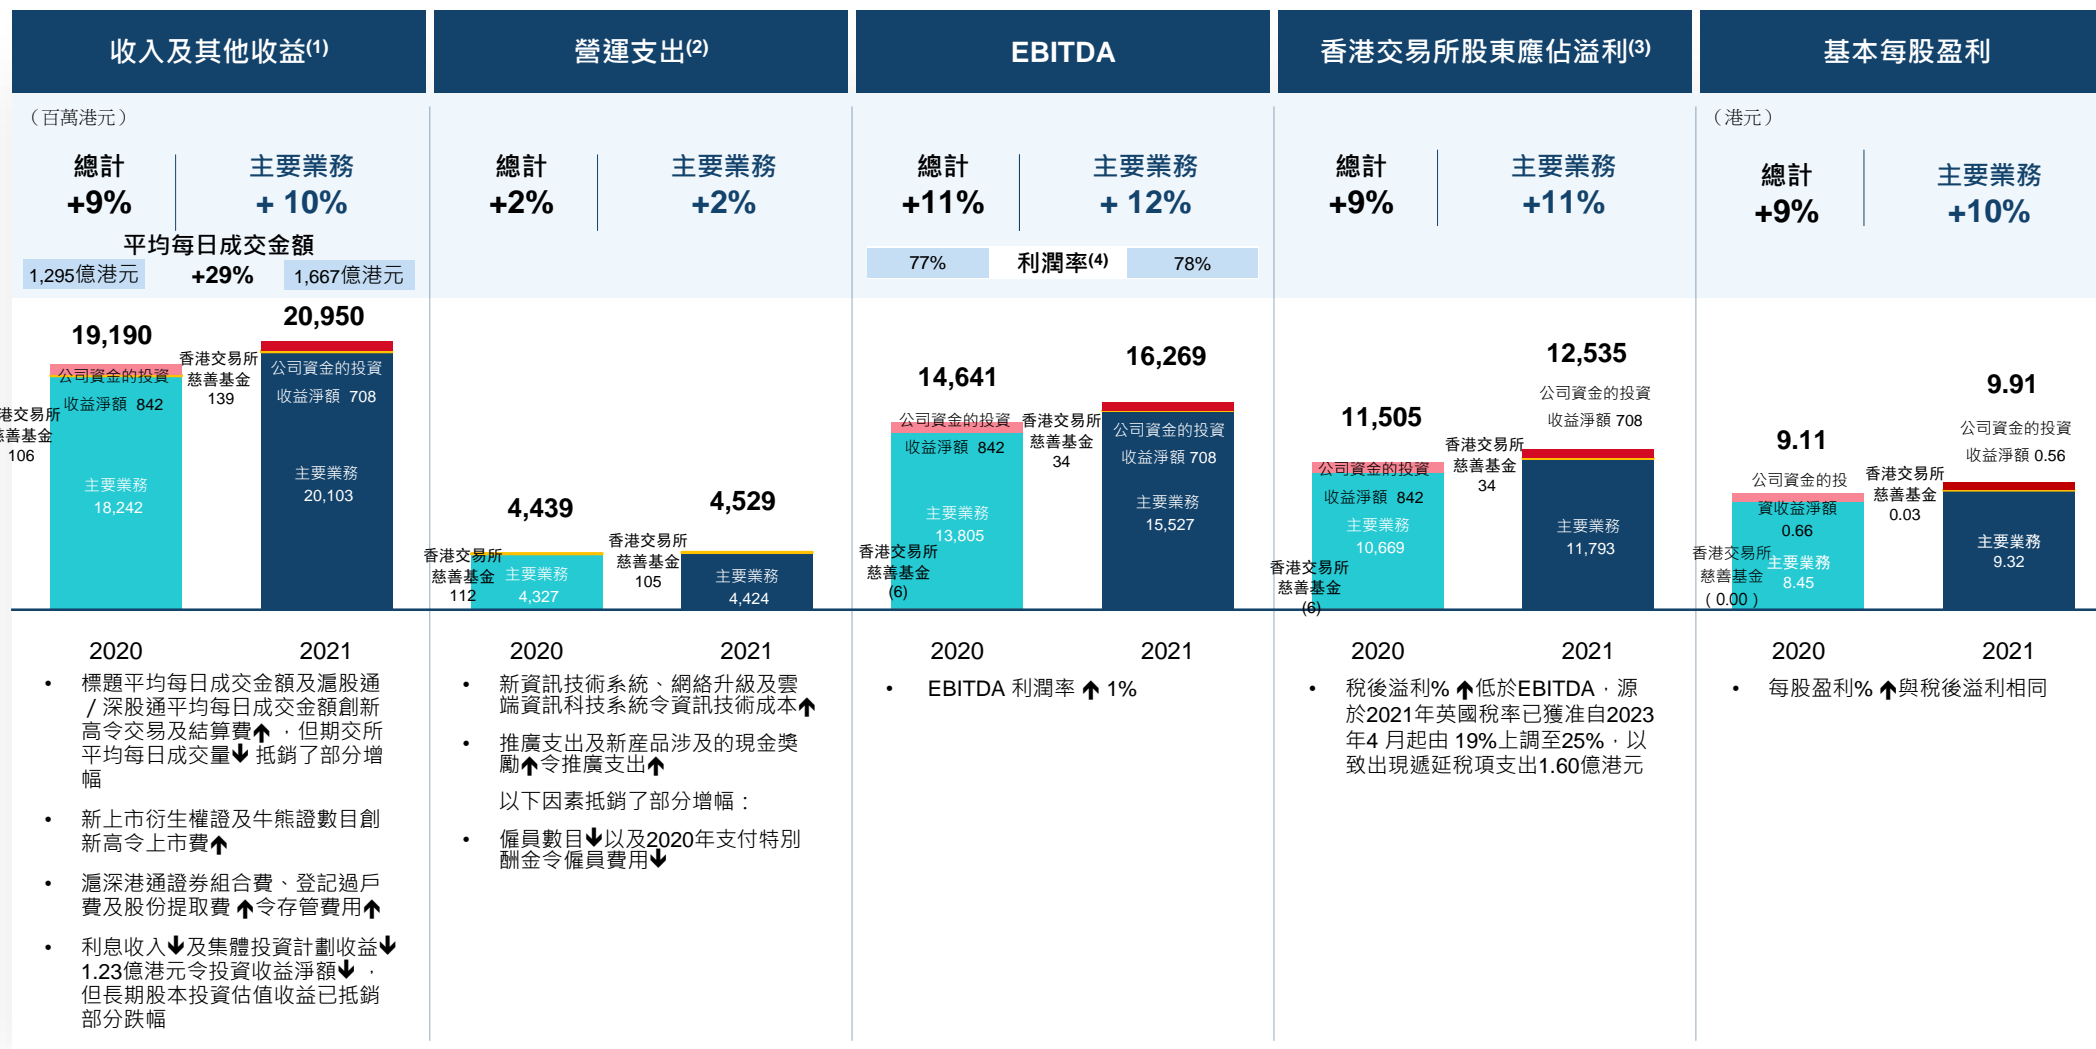 收入及其他收益(1)
營運支出(2)
EBITDA
香港交易所股東應佔溢利(3)
基本每股盈利
（百萬港元）
總計
+9%
主要業務
+ 10%
平均每日成交金額
1,295億港元
+29%
1,667億港元
19,190
20,950
公司資金的投資
收益淨額 842
香港交易所
慈善基金
139
公司資金的投資
收益淨額 708
港交易所
慈善基金
106
主要業務
18,242
主要業務
20,103
2020
2021
• 標題平均每日成交金額及滬股通
/ 深股通平均每日成交金額創新
高令交易及結算費🡹，但期交所
平均每日成交量🡻 抵銷了部分增
幅
• 新上市衍生權證及牛熊證數目創
新高令上市費🡹
• 滬深港通證券組合費、登記過戶
費及股份提取費 🡹令存管費用🡹
• 利息收入🡻及集體投資計劃收益🡻
1.23億港元令投資收益淨額🡻，
但長期股本投資估值收益已抵銷
部分跌幅
總計
+2%
主要業務
+2%
4,439
4,529
香港交易所
慈善基金
112
主要業務
4,327
香港交易所
慈善基金
105
主要業務
4,424
2020
2021
• 新資訊技術系統、網絡升級及雲
端資訊科技系統令資訊技術成本🡹
• 推廣支出及新產品涉及的現金獎
勵🡹令推廣支出🡹
以下因素抵銷了部分增幅：
• 僱員數目🡻以及2020年支付特別
酬金令僱員費用🡻
總計
+11%
主要業務
+ 12%
77%
利潤率(4)
78%
14,641
16,269
公司資金的投資
收益淨額 842
香港交易所
慈善基金
34
公司資金的投資
收益淨額 708
主要業務
13,805
主要業務
15,527
香港交易所
慈善基金
(6)
2020
2021
• EBITDA 利潤率 🡹 1%
總計
+9%
主要業務
+11%
11,505
12,535
公司資金的投資
收益淨額 708
公司資金的投資
收益淨額 842
香港交易所
慈善基金
34
主要業務
10,669
主要業務
11,793
香港交易所
慈善基金
(6)
2020
2021
• 稅後溢利% 🡹低於EBITDA，源
於2021年英國稅率已獲准自2023
年4 月起由 19%上調至25%，以
致出現遞延稅項支出1.60億港元
（港元）
總計
+9%
主要業務
+10%
9.11
9.91
公司資金的投資
收益淨額 0.56
公司資金的投
資收益淨額
0.66
香港交易所
慈善基金
0.03
香港交易所
慈善基金
( 0.00 )
主要業務
8.45
主要業務
9.32
2020
2021
• 每股盈利% 🡹與稅後溢利相同